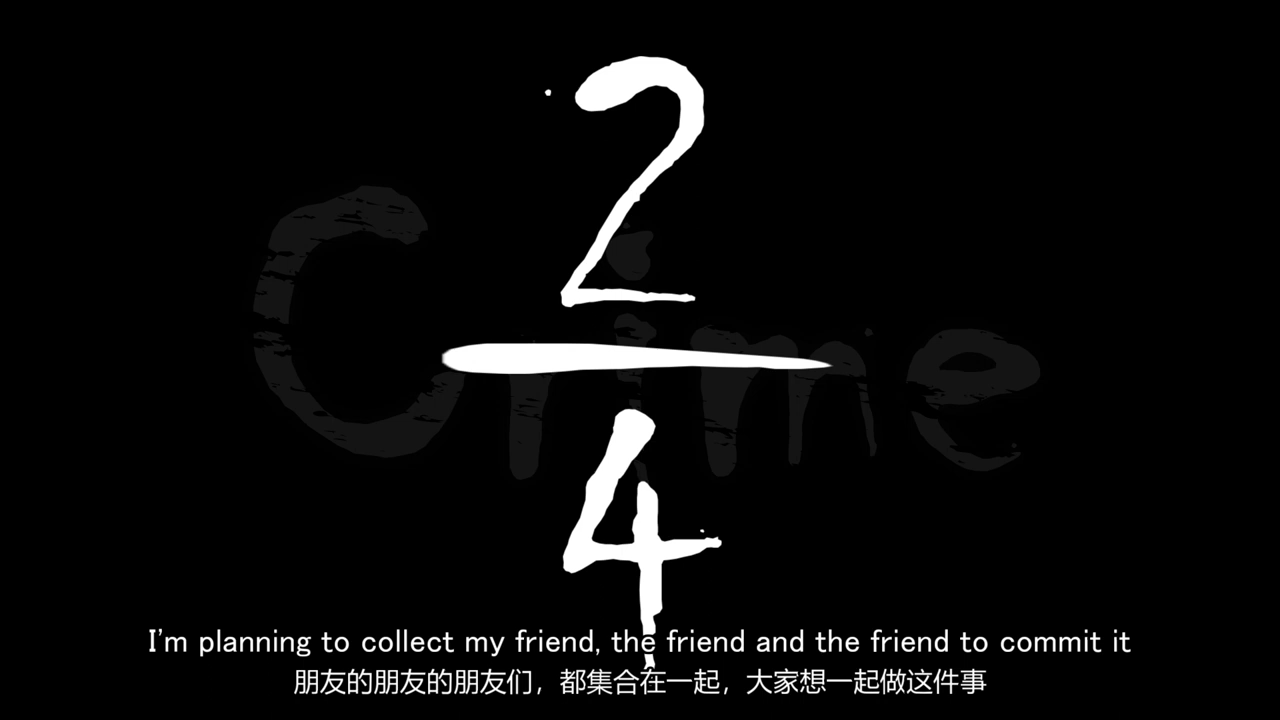 2
Crime
4
I'm planning to collect my friend, the friend and the friend to commit it
朋友的朋友的朋友们，都集合在一起，大家想一起做这件事